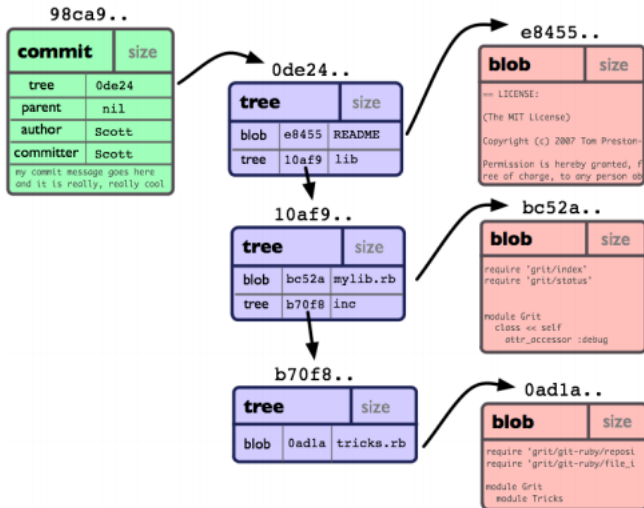 98ca9..
commit size
tree 0de24
parent nil
author Scott
committer Scott
my commit message goes here
and it is really, really cool
0de24..
tree size
blob e8455 README
tree 10af9 lib
e8455..
blob size
== LICENSE:
(The MIT License)
Copyright (c) 2007 Tom Preston-
Permission is hereby granted, f
ree of charge, to any person ob
10af9..
tree size
blob bc52a mylib.rb
tree b70f8 inc
bc52a..
blob size
require 'grit/index'
require 'grit/status'
module Grit
class << self
attr_accessor :debug
b70f8..
tree size
blob 0ad1a tricks.rb
0ad1a..
blob size
require 'grit/git-ruby/reposi
require 'grit/git-ruby/file_i
module Grit
module Tricks